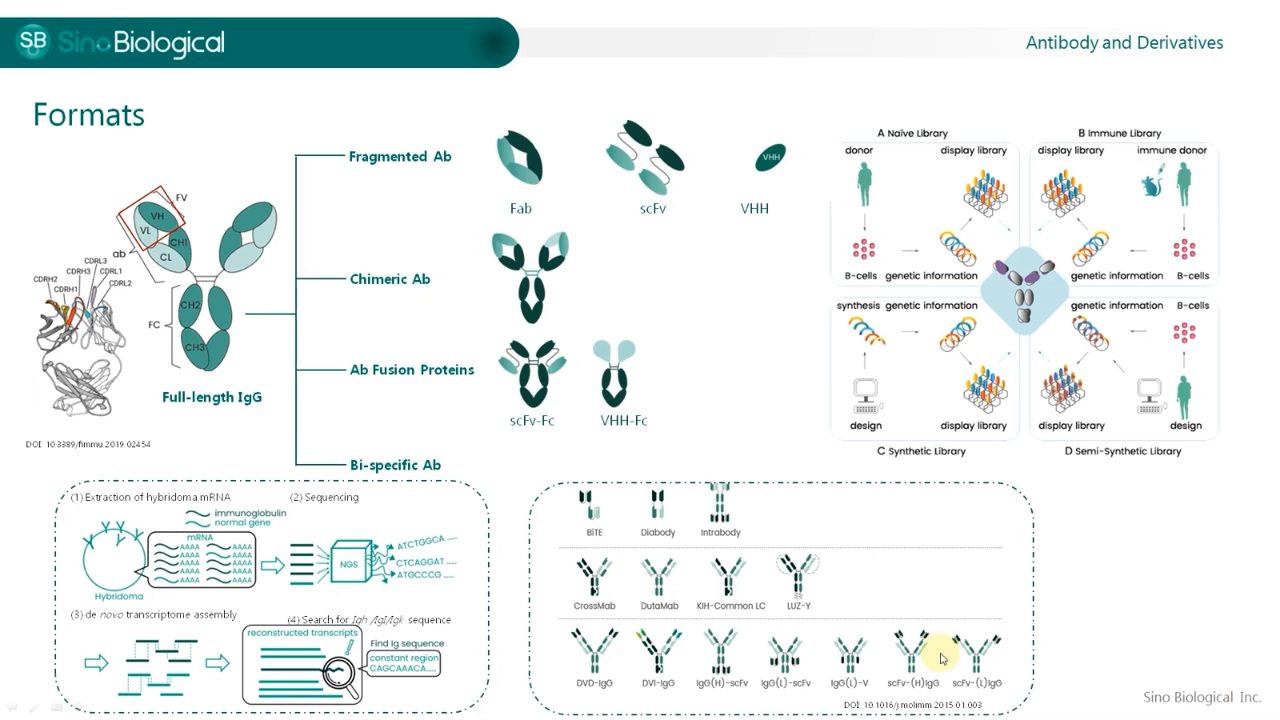 SB SinoBiological
Antibody and Derivatives
Formats
FV
VH
VL
CH1
CL
ab
CDRL3
CDRH3
CDRL1
CDRH2
CDRL2
CDRH1
FC
CH2
CH3
Full-length IgG
DOI: 10.3389/fimmu.2019.02454
Fragmented Ab
Fab
scFv
VHH
VHH
Chimeric Ab
Ab Fusion Proteins
scFv-Fc
VHH-Fc
Bi-specific Ab
A Naïve Library
donor
display library
B-cells
genetic information
B Immune Library
display library
immune donor
genetic information
B-cells
synthesis
genetic information
design
display library
C Synthetic Library
genetic information
B-cells
display library
design
D Semi-Synthetic Library
(1) Extraction of hybridoma mRNA
immunoglobulin
normal gene
mRNA
AAAA AAAA
AAAA AAAA
AAAA AAAA
AAAA AAAA
AAAA AAAA
Hybridoma
(2) Sequencing
NGS
ATCTGGCA
CTCAGGAT
ATGCCCG
(3) de novo transcriptome assembly
(4) Search for Igh /Igl/Igk sequence
reconstructed transcripts
Find Ig sequence
constant region
CAGCAAACA....
BiTE
Diabody
Intrabody
CrossMab
DutaMab
KIH-Common LC
LUZ-Y
DVD-IgG
DVI-IgG
IgG(H)-scFv
IgG(L)-scFv
IgG(L)-V
scFv-(H)IgG
scFv-(L)IgG
DOI: 10.1016/j.molimm.2015.01.003
Sino Biological Inc.